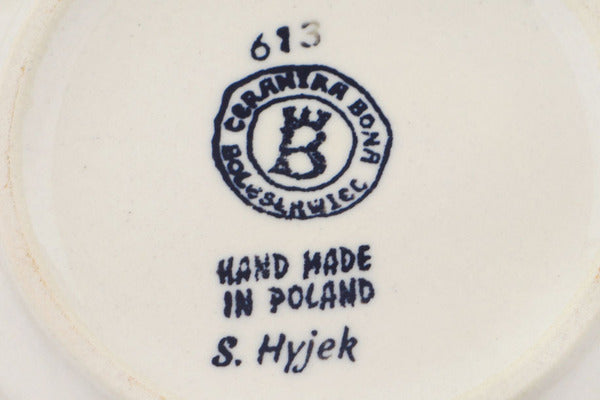 613
CERAMIKA BONA
B
BOLESŁAWIEC
HAND MADE
IN POLAND
S. Hyjek